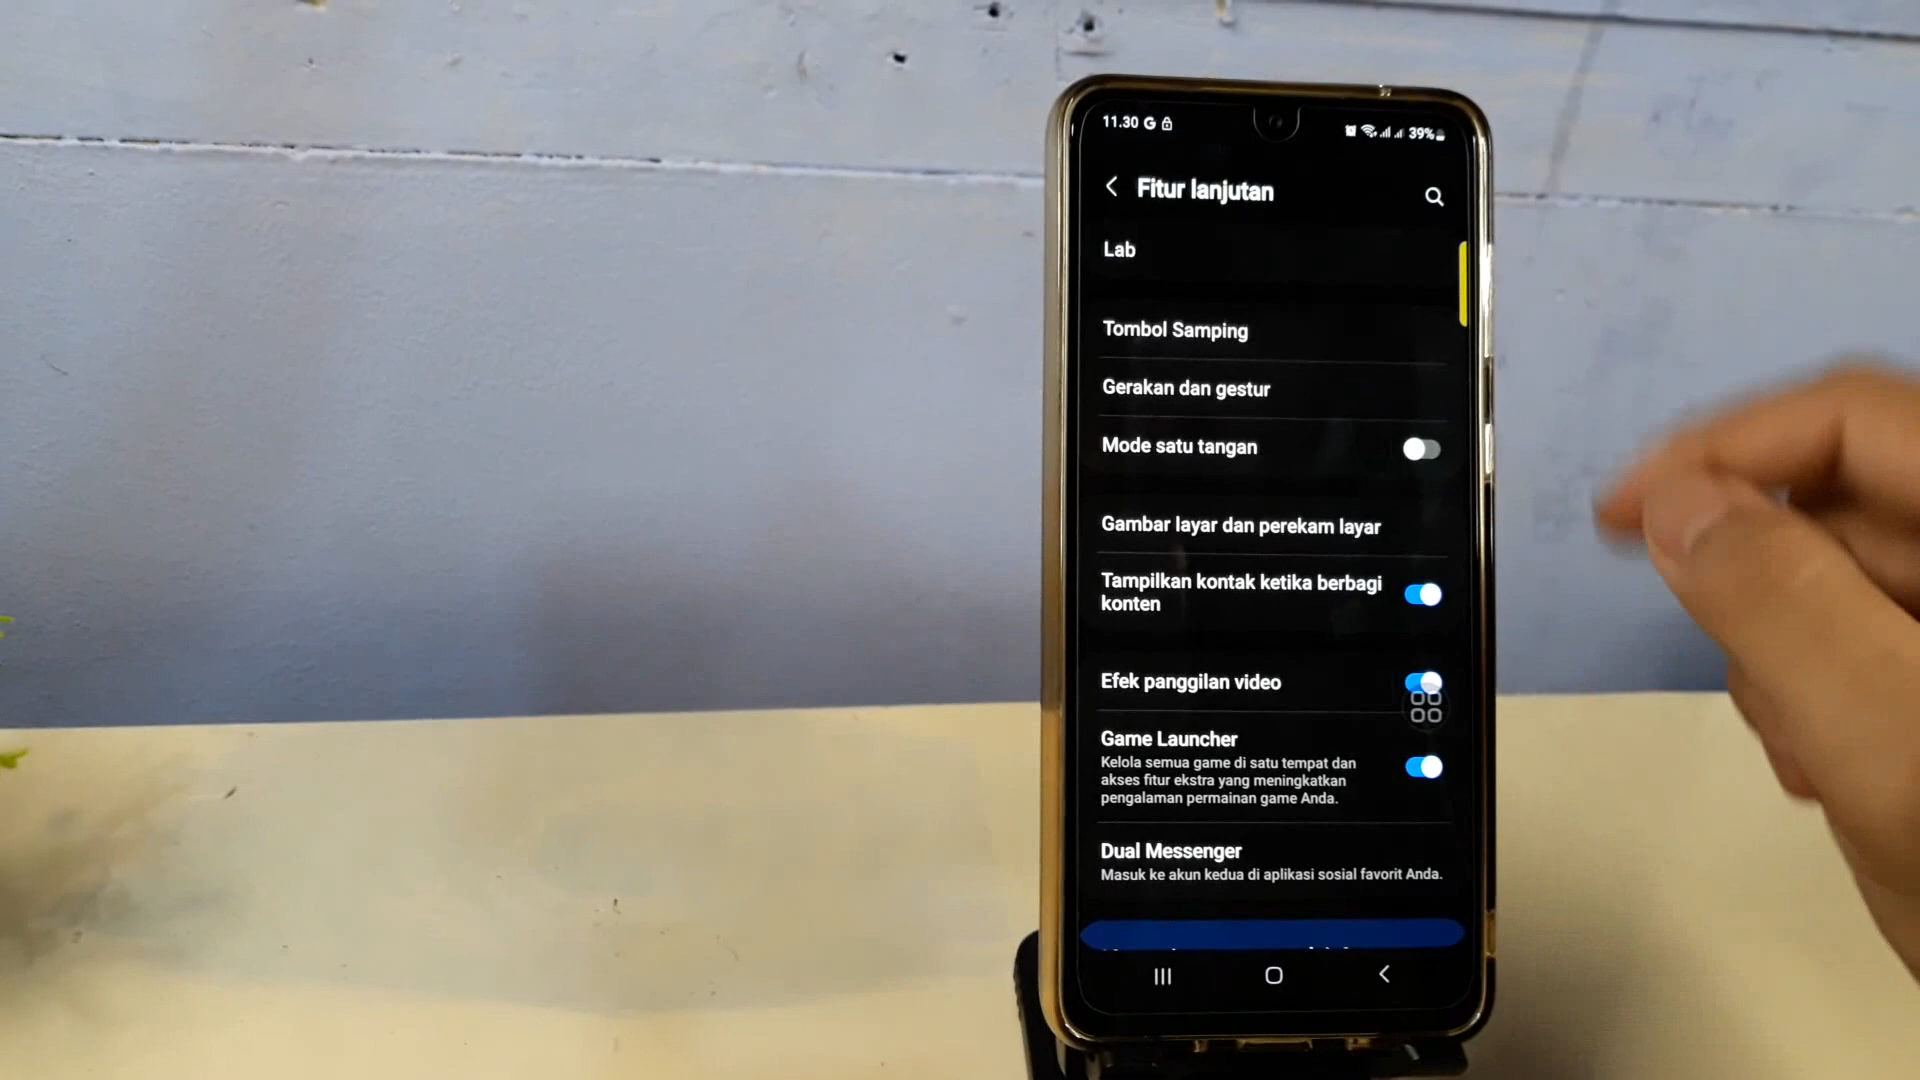 11.30 G
39%
Fitur lanjutan
Lab
Tombol Samping
Gerakan dan gestur
Mode satu tangan
Gambar layar dan perekam layar
Tampilkan kontak ketika berbagi
konten
Efek panggilan video
Game Launcher
Kelola semua game di satu tempat dan
akses fitur ekstra yang meningkatkan
pengalaman permainan game Anda.
Dual Messenger
Masuk ke akun kedua di aplikasi sosial favorit Anda.